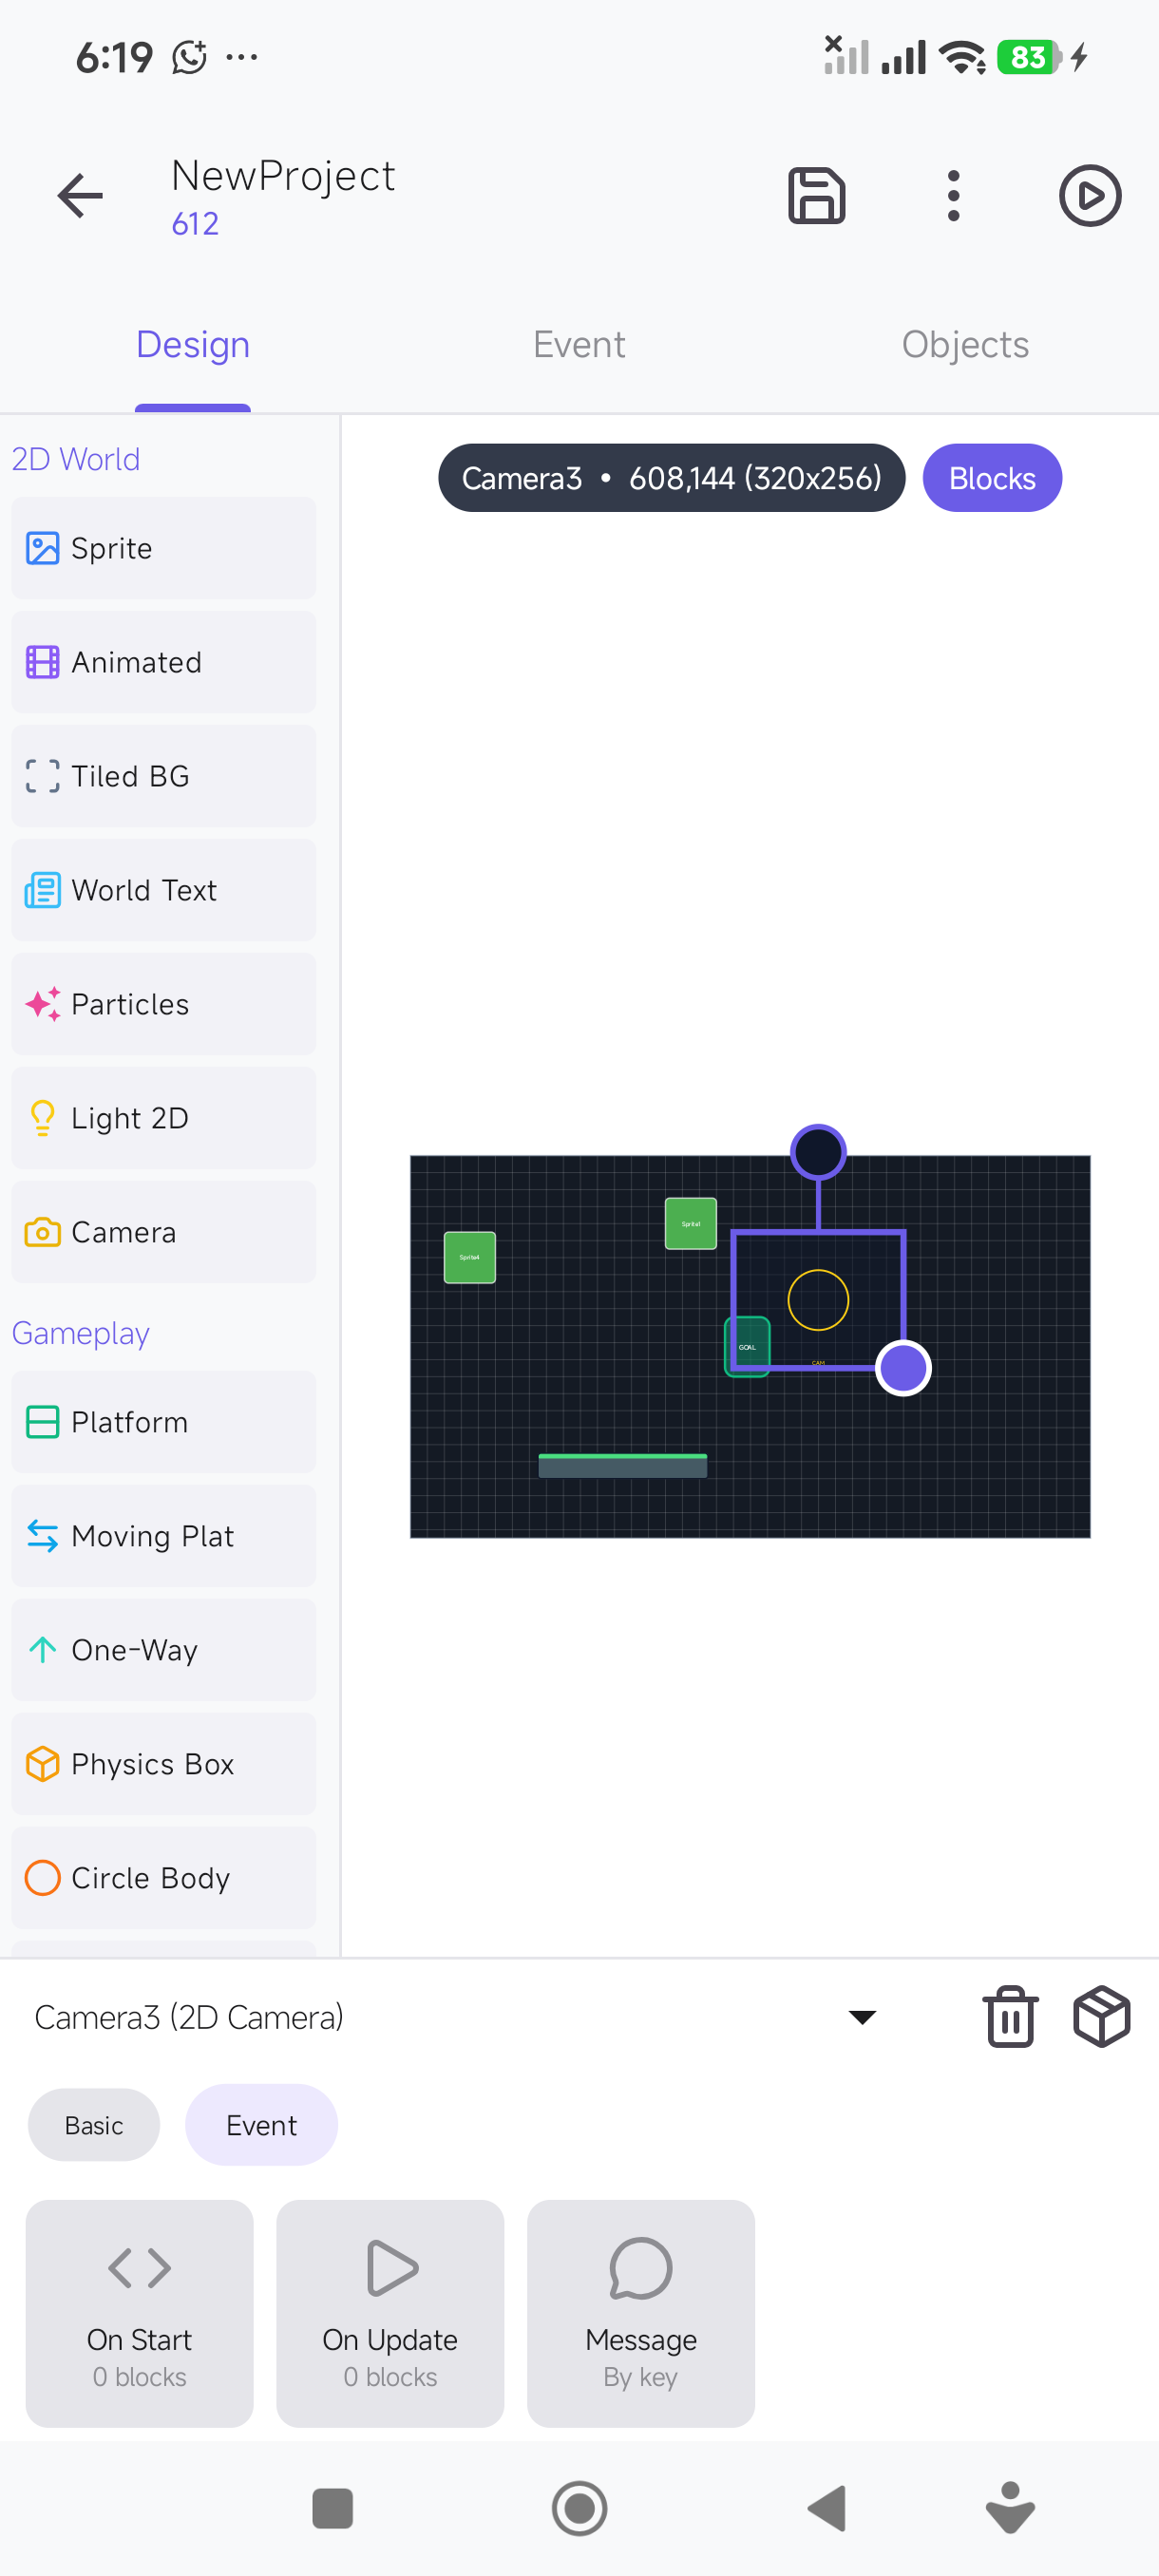 6:19
83
NewProject
612
Design
Event
Objects
2D World
Camera3 • 608,144 (320x256)
Blocks
Sprite
Animated
Tiled BG
World Text
Particles
Light 2D
Camera
Gameplay
Platform
Moving Plat
One-Way
Physics Box
Circle Body
Sprite4
GOAL
CAM
Camera3 (2D Camera)
Basic
Event
On Start
0 blocks
On Update
0 blocks
Message
By key